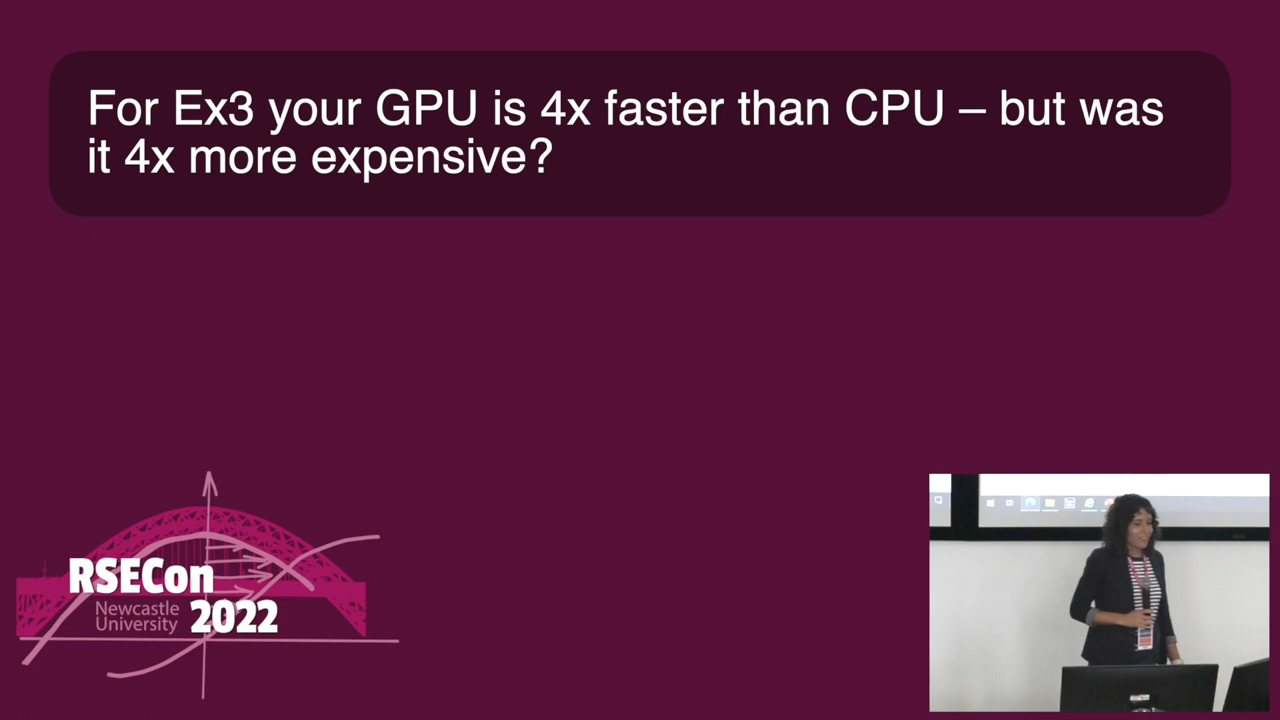 For Ex3 your GPU is 4x faster than CPU – but was
it 4x more expensive?
RSECon
Newcastle
University
2022